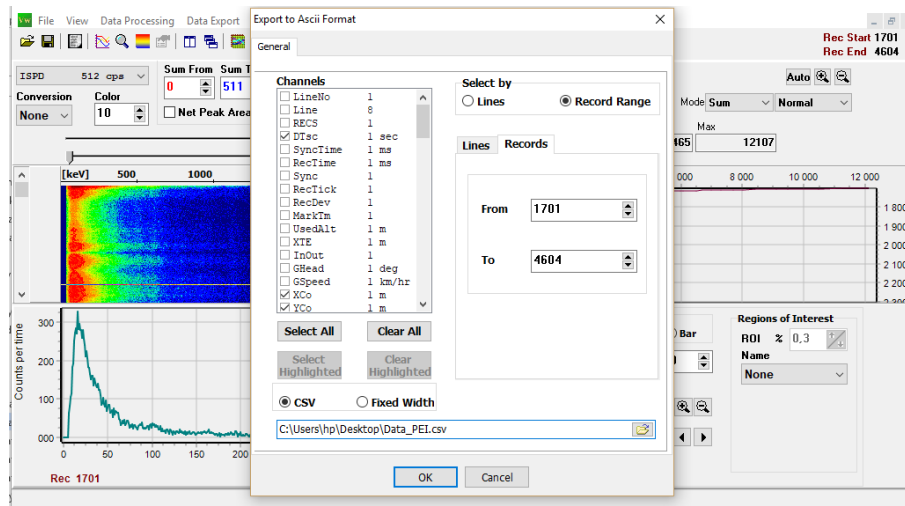 File View Data Processing Data Export
Export to Ascii Format
Rec Start 1701
Rec End 4604
General
ISPD 512 cps
Sum From Sum T
0 511
Conversion Color
None 10
Net Peak Area
Auto
Mode Sum Normal
Max
465 12107
Channels
LineNo 1
Line 8
RECS 1
DTsc 1 sec
SyncTime 1 ms
RecTime 1 ms
Sync 1
RecTick 1
RecDev 1
MarkTm 1
UsedAlt 1 m
XTE 1 m
InOut 1
GHead 1 deg
GSpeed 1 km/hr
XCo 1 m
YCo 1 m
Select All Clear All
Select Highlighted
Clear Highlighted
CSV Fixed Width
C:\Users\hp\Desktop\Data_PEI.csv
OK Cancel
Select by
Lines Record Range
Lines Records
From 1701
To 4604
[keV] 500 1000
000 8 000 10 000 12 000
1 800
1 900
2 000
2 100
2 200
Counts per time
300
200
100
000
0 50 100 150 200
Rec 1701
Bar
Regions of Interest
ROI % 0,3
Name
None